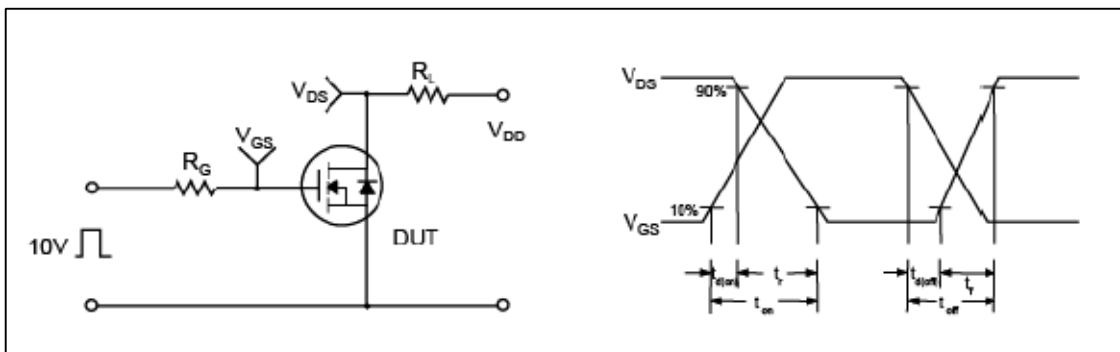 V_DS
R_L
V_DD
V_GS
R_G
10V
DUT
V_DS
90%
V_GS
10%
t_d(on)
t_r
t_on
t_d(off)
t_f
t_off